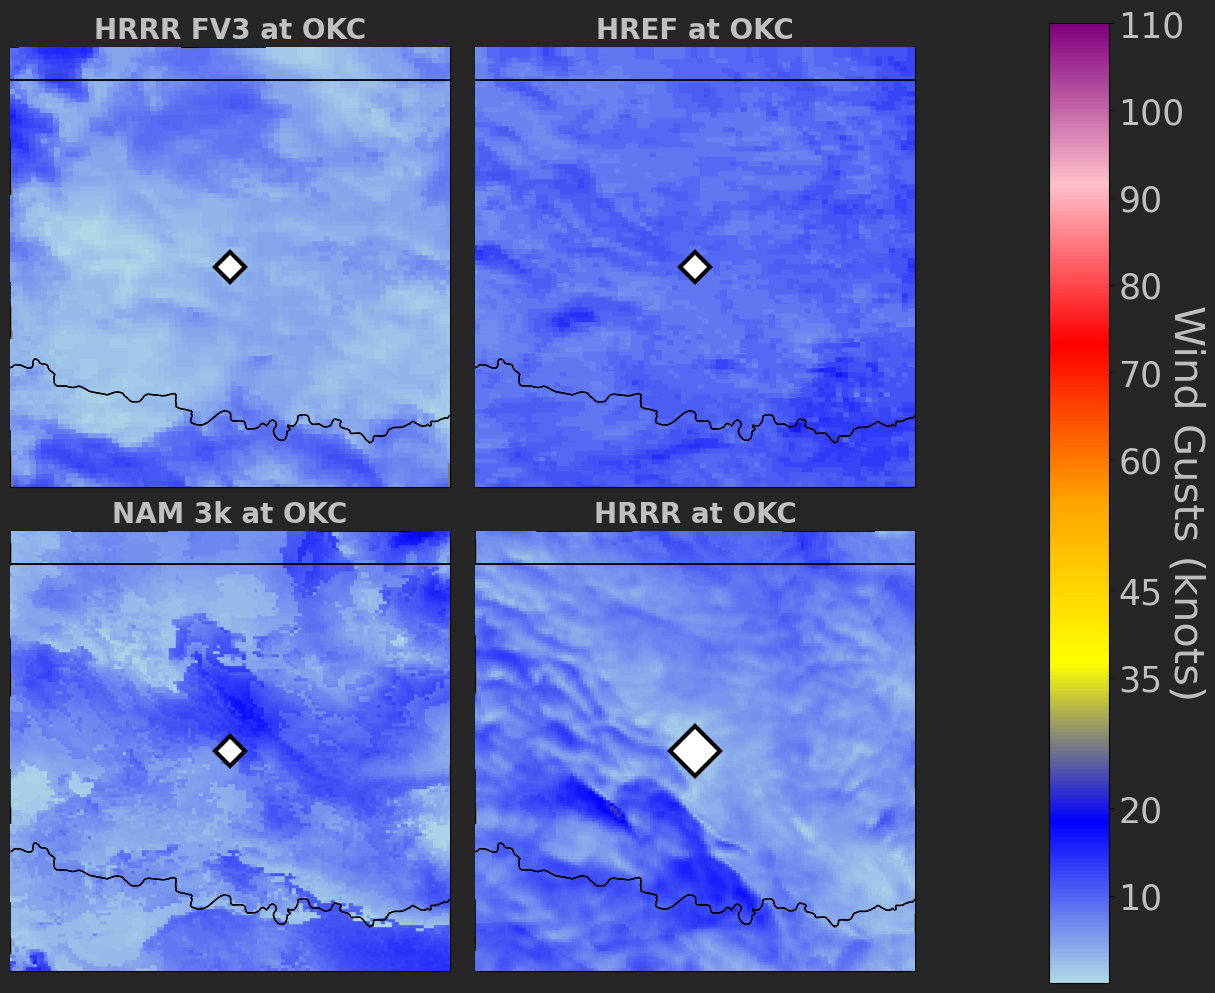 HRRR FV3 at OKC
HREF at OKC
NAM 3k at OKC
HRRR at OKC
110
100
90
80
70
60
45
35
20
10
Wind Gusts (knots)